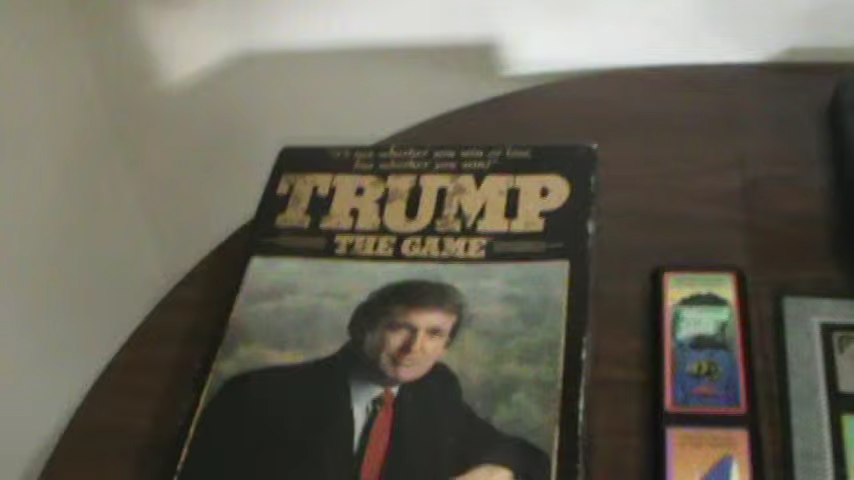 "It's not whether you win or lose,
but whether you win!"
TRUMP
THE GAME